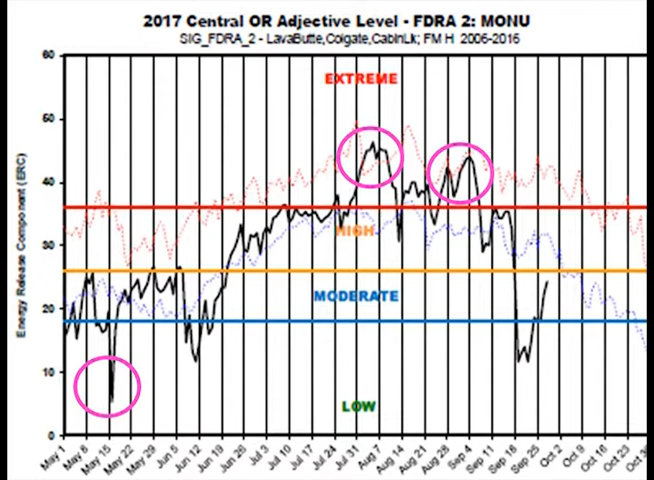 2017 Central OR Adjective Level - FDRA 2: MONU
SIG_FDRA_2 - LavaButte,Colgate,CabinLk; FM H 2006-2016
Energy Release Component (ERC)
60
50
40
30
20
10
0
EXTREME
HIGH
MODERATE
LOW
May 1
May 8
May 15
May 22
May 29
Jun 5
Jun 12
Jun 19
Jun 26
Jul 3
Jul 10
Jul 17
Jul 24
Jul 31
Aug 7
Aug 14
Aug 21
Aug 28
Sep 4
Sep 11
Sep 18
Sep 25
Oct 2
Oct 9
Oct 16
Oct 23
Oct 30